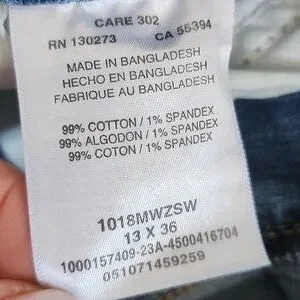 CARE 302
RN 130273 CA 55394
MADE IN BANGLADESH
HECHO EN BANGLADESH
FABRIQUE AU BANGLADESH
99% COTTON / 1% SPANDEX
99% ALGODON / 1% SPANDEX
99% COTON / 1% SPANDEX
1018MWZSW
13 X 36
1000157409-23A-4500416704
051071459259